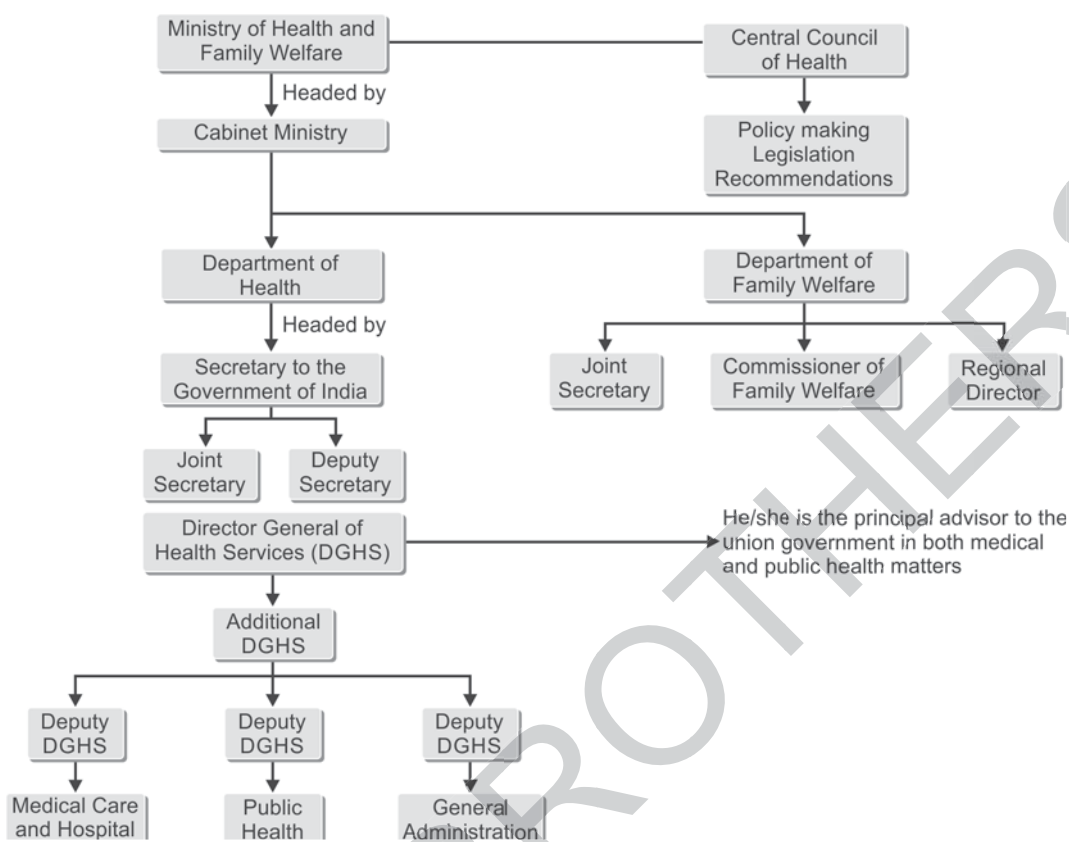 Ministry of Health and
Family Welfare
Central Council
of Health
Headed by
Cabinet Ministry
Policy making
Legislation
Recommendations
Department of
Health
Department of
Family Welfare
Headed by
Secretary to the
Government of India
Joint
Secretary
Commissioner of
Family Welfare
Regional
Director
Joint
Secretary
Deputy
Secretary
Director General of
Health Services (DGHS)
He/she is the principal advisor to the
union government in both medical
and public health matters
Additional
DGHS
Deputy
DGHS
Deputy
DGHS
Deputy
DGHS
Medical Care
and Hospital
Public
Health
General
Administration
ROTHERS